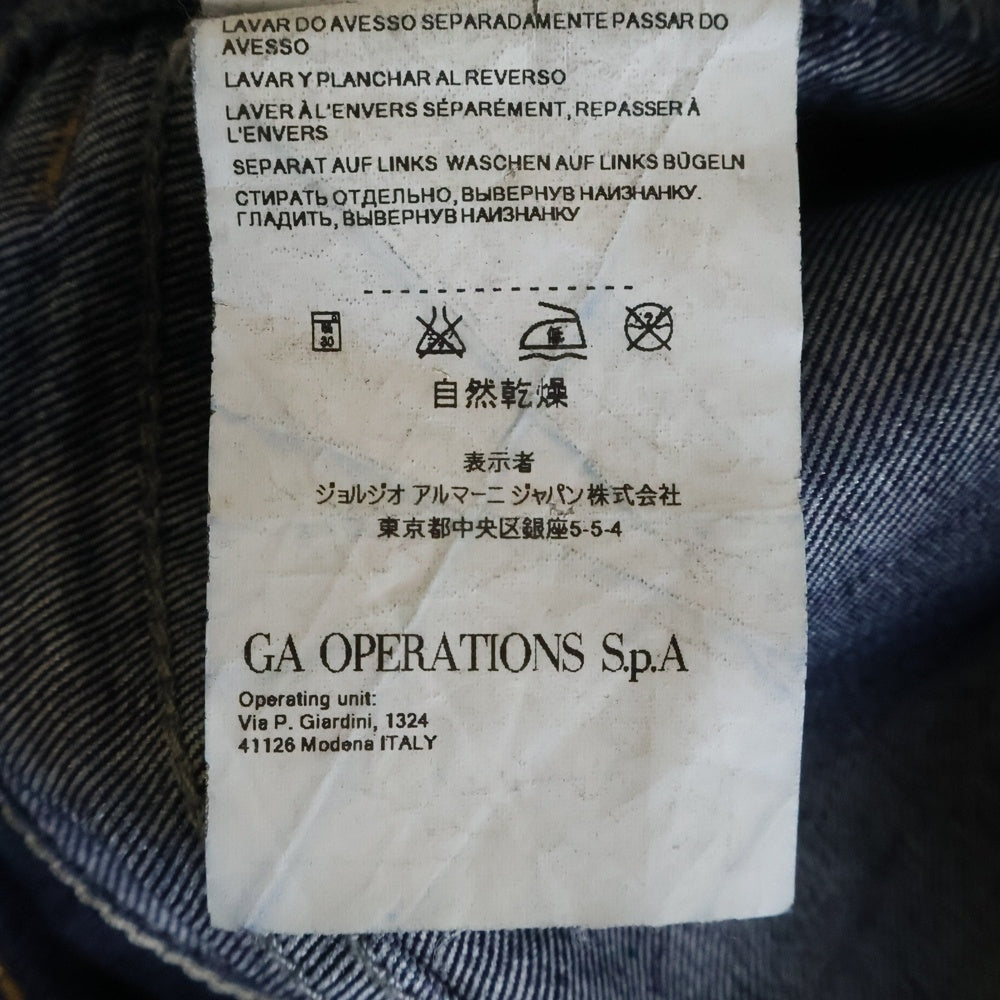 LAVAR DO AVESSO SEPARADAMENTE PASSAR DO
AVESSO
LAVAR Y PLANCHAR AL REVERSO
LAVER À L'ENVERS SÉPARÉMENT, REPASSER À
L'ENVERS
SEPARAT AUF LINKS WASCHEN AUF LINKS BÜGELN
СТИРАТЬ ОТДЕЛЬНО, ВЫВЕРНУВ НАИЗНАНКУ.
ГЛАДИТЬ, ВЫВЕРНУВ НАИЗНАНКУ
30 低
自然乾燥
表示者
ジョルジオ アルマーニ ジャパン株式会社
東京都中央区銀座5-5-4
GA OPERATIONS S.p.A
Operating unit:
Via P. Giardini, 1324
41126 Modena ITALY